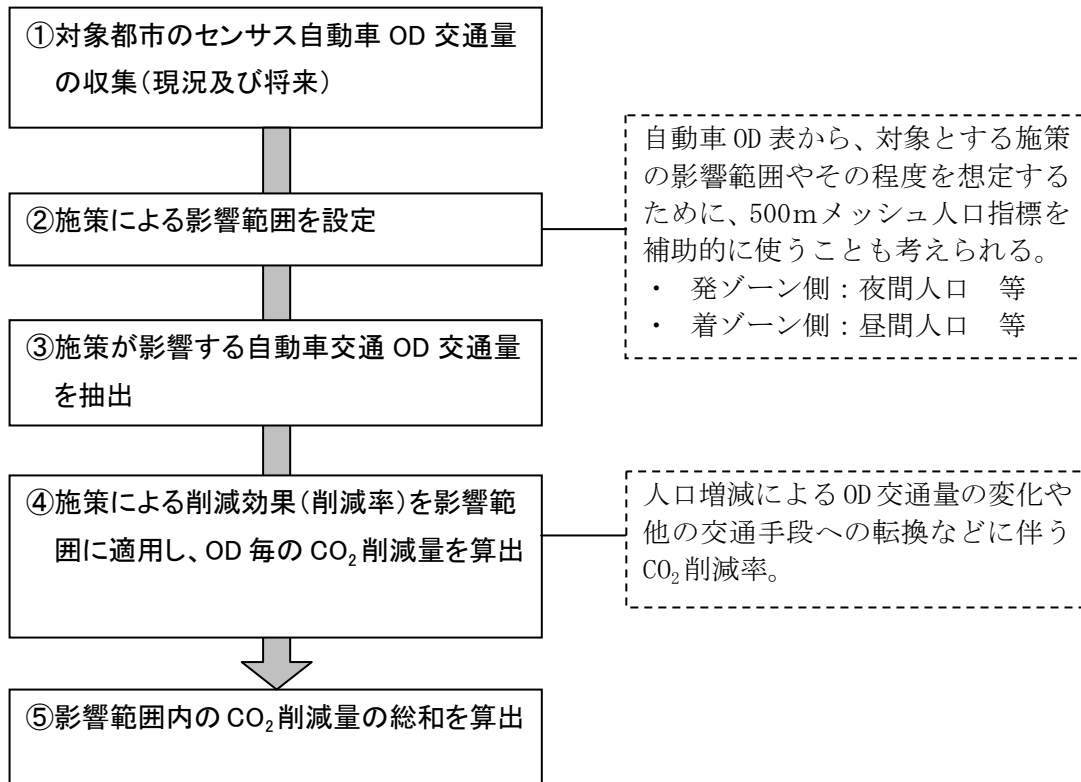 ①対象都市のセンサス自動車 OD 交通量
の収集（現況及び将来）
②施策による影響範囲を設定
自動車 OD 表から、対象とする施策
の影響範囲やその程度を想定する
ために、500ｍメッシュ人口指標を
補助的に使うことも考えられる。
・ 発ゾーン側：夜間人口 等
・ 着ゾーン側：昼間人口 等
③施策が影響する自動車交通 OD 交通量
を抽出
④施策による削減効果（削減率）を影響範
囲に適用し、OD 毎の CO₂ 削減量を算出
人口増減による OD 交通量の変化や
他の交通手段への転換などに伴う
CO₂削減率。
⑤影響範囲内の CO₂ 削減量の総和を算出